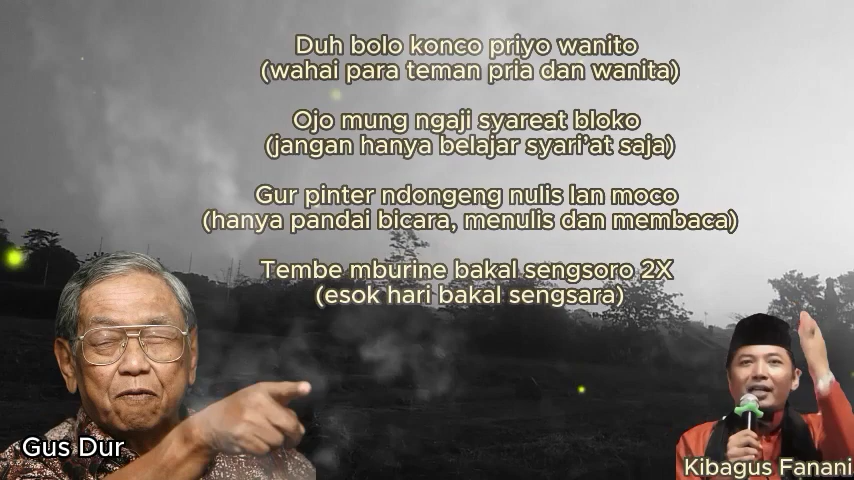 Duh bolo konco priyo wanito
(wahai para teman pria dan wanita)
Ojo mung ngaji syareat bloko
(jangan hanya belajar syari'at saja)
Gur pinter ndongeng nulis lan moco
(hanya pandai bicara, menulis dan membaca)
Tembe mburine bakal sengsoro 2X
(esok hari bakal sengsara)
Gus Dur
Kibagus Fanani